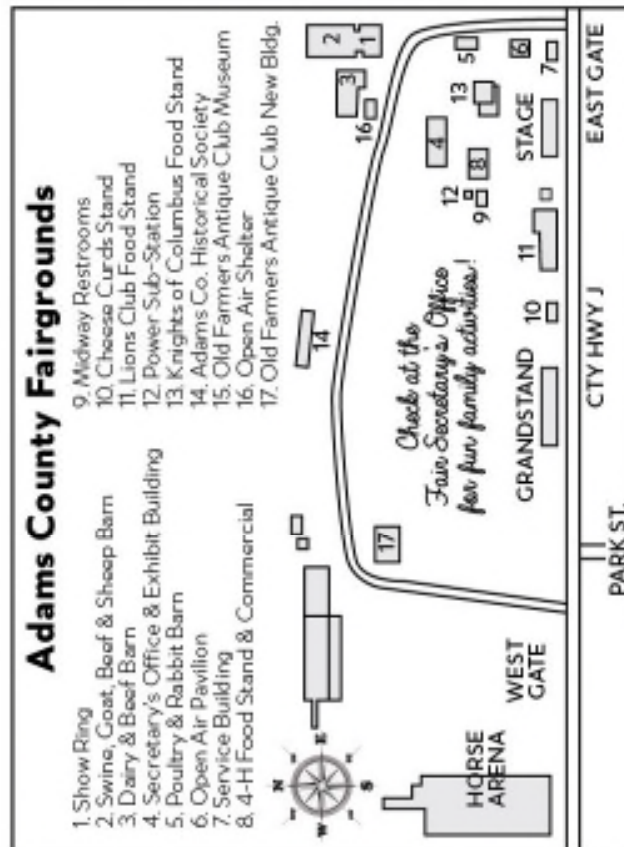 Adams County Fairgrounds
1. Show Ring
2. Swine, Goat, Beef & Sheep Barn
3. Dairy & Beef Barn
4. Secretary's Office & Exhibit Building
5. Poultry & Rabbit Barn
6. Open Air Pavilion
7. Service Building
8. 4-H Food Stand & Commercial
9. Midway Restrooms
10. Cheese Curds Stand
11. Lions Club Food Stand
12. Power Sub-Station
13. Knights of Columbus Food Stand
14. Adams Co. Historical Society
15. Old Farmers Antique Club Museum
16. Open Air Shelter
17. Old Farmers Antique Club New Bldg.
N
E
S
W
2
1
3
16
14
17
4
5
6
7
13
8
12
9
11
10
Check at the
Fair Secretary's Office
for fun family activities!
STAGE
GRANDSTAND
HORSE
ARENA
WEST
GATE
EAST GATE
CTY HWY J
PARK ST.